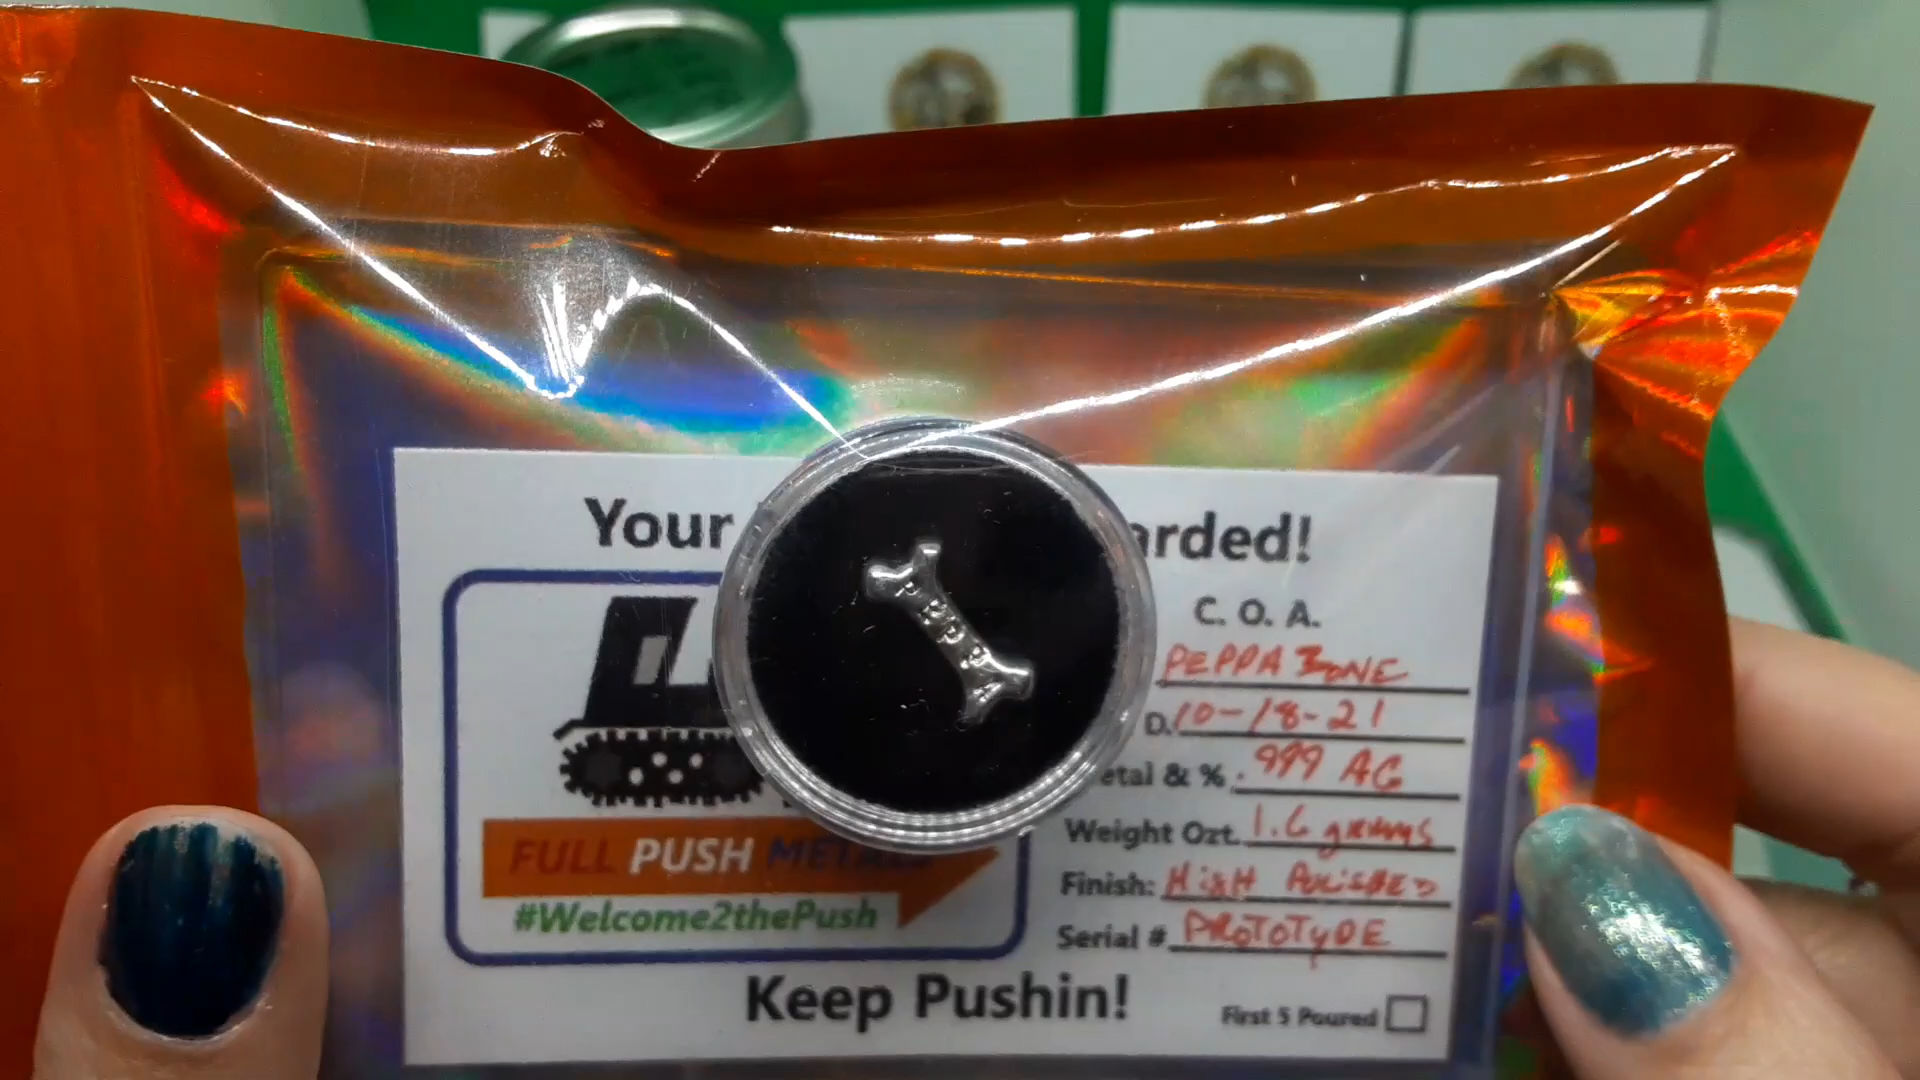 Your
arded!
C. O. A.
PEPPA BONE
D. 10-18-21
etal & % .999 AG
Weight Ozt. 1.6 grams
Finish: HIGH POLISHED
Serial # PROTOTYPE
PEPPA
FULL PUSH METALS
#Welcome2thePush
Keep Pushin!
First 5 Poured